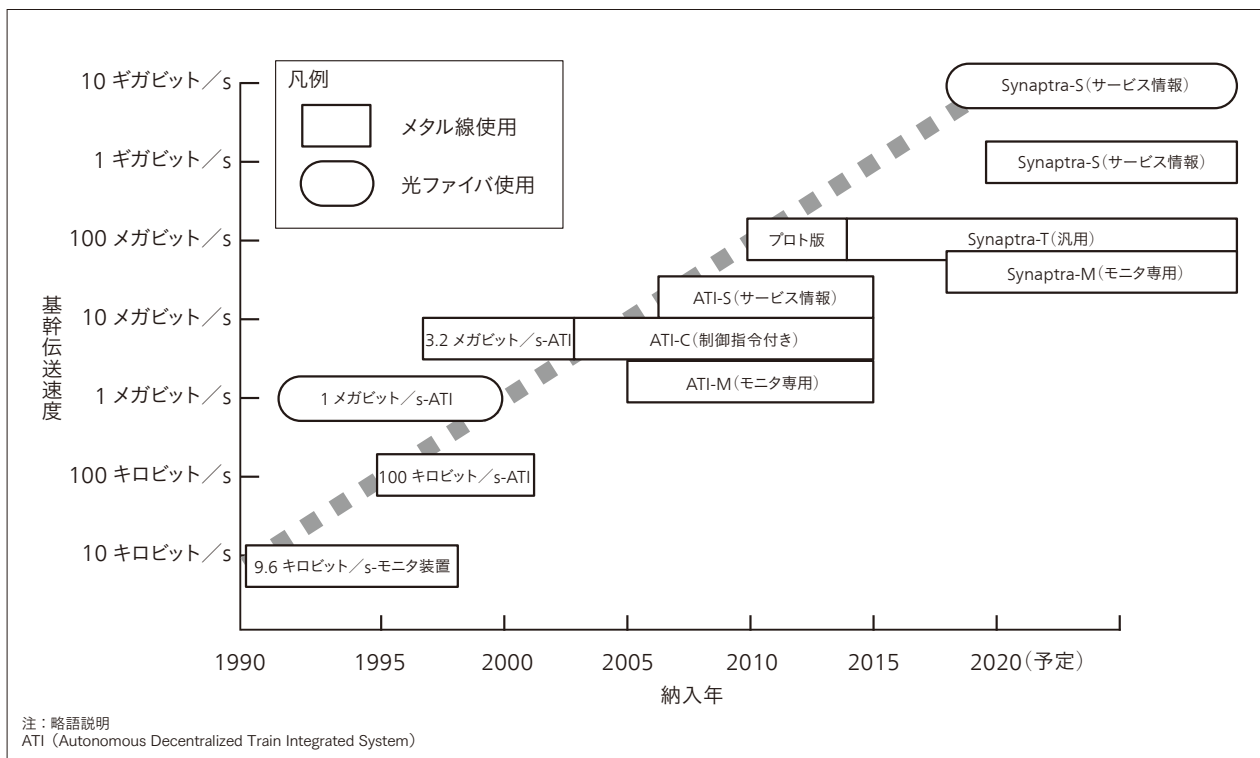 10 ギガビット／s
1 ギガビット／s
100 メガビット／s
10 メガビット／s
1 メガビット／s
100 キロビット／s
10 キロビット／s
基幹伝送速度
凡例
メタル線使用
光ファイバ使用
Synaptra-S（サービス情報）
Synaptra-S（サービス情報）
プロト版
Synaptra-T（汎用）
Synaptra-M（モニタ専用）
ATI-S（サービス情報）
3.2 メガビット／s-ATI
ATI-C（制御指令付き）
ATI-M（モニタ専用）
1 メガビット／s-ATI
100 キロビット／s-ATI
9.6 キロビット／s-モニタ装置
1990
1995
2000
2005
2010
2015
2020（予定）
納入年
注：略語説明
ATI（Autonomous Decentralized Train Integrated System）